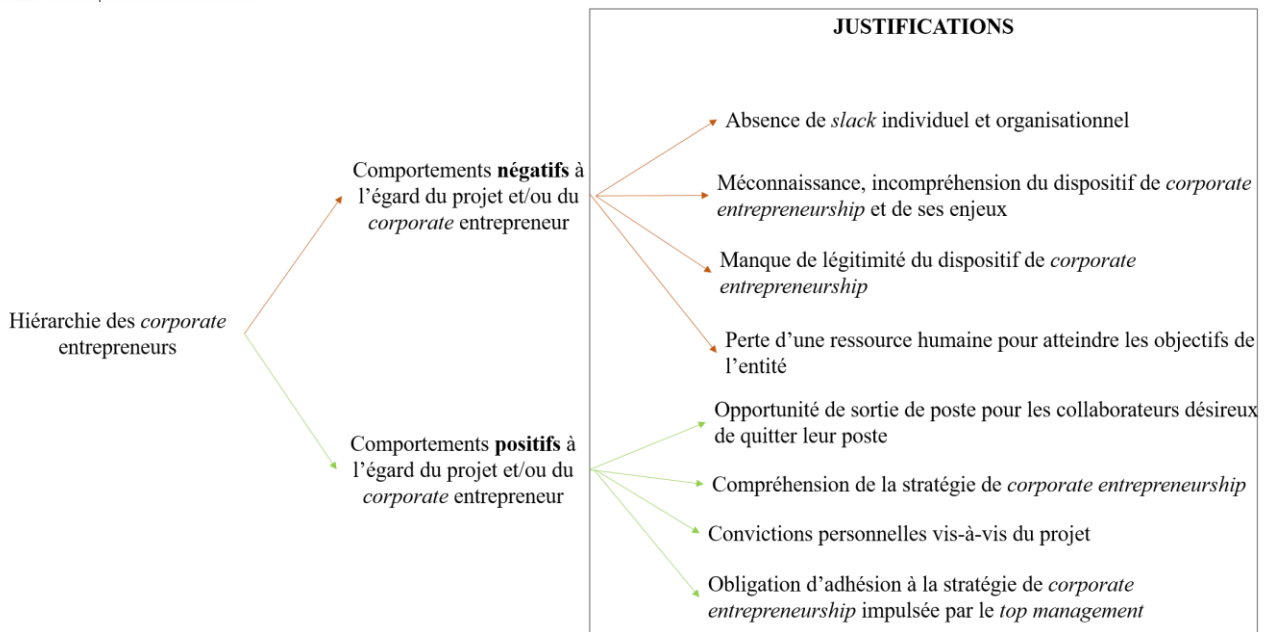 JUSTIFICATIONS
Absence de slack individuel et organisationnel
Comportements négatifs à
l’égard du projet et/ou du
corporate entrepreneur
Méconnaissance, incompréhension du dispositif de corporate
entrepreneurship et de ses enjeux
Manque de légitimité du dispositif de corporate
entrepreneurship
Hiérarchie des corporate
entrepreneurs
Perte d’une ressource humaine pour atteindre les objectifs de
l’entité
Opportunité de sortie de poste pour les collaborateurs désireux
de quitter leur poste
Comportements positifs à
l’égard du projet et/ou du
corporate entrepreneur
Compréhension de la stratégie de corporate entrepreneurship
Convictions personnelles vis-à-vis du projet
Obligation d’adhésion à la stratégie de corporate
entrepreneurship impulsée par le top management